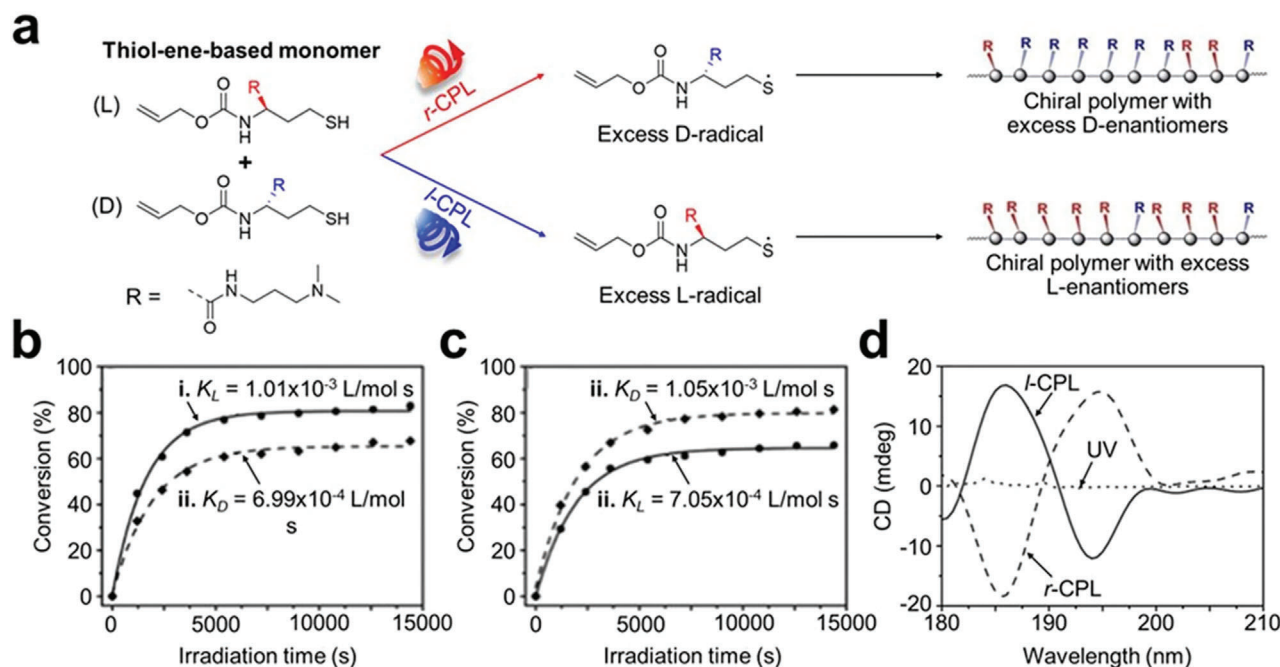 a
Thiol-ene-based monomer
(L)
O
O
N
H
R
SH
+
(D)
O
O
N
H
R
SH
R =
H
N
O
N
r-CPL
l-CPL
O
O
N
H
R
S·
Excess D-radical
O
O
N
H
R
S·
Excess L-radical
R R R R R R R R R R
Chiral polymer with
excess D-enantiomers
R R R R R R R R R R
Chiral polymer with excess
L-enantiomers
b
Conversion (%)
100
80
60
40
20
0
i. K_L = 1.01x10⁻³ L/mol s
ii. K_D = 6.99x10⁻⁴ L/mol
s
0 5000 10000 15000
Irradiation time (s)
c
Conversion (%)
100
80
60
40
20
0
ii. K_D = 1.05x10⁻³ L/mol s
ii. K_L = 7.05x10⁻⁴ L/mol s
0 5000 10000 15000
Irradiation time (s)
d
CD (mdeg)
20
10
0
-10
-20
l-CPL
UV
r-CPL
180 190 200 210
Wavelength (nm)